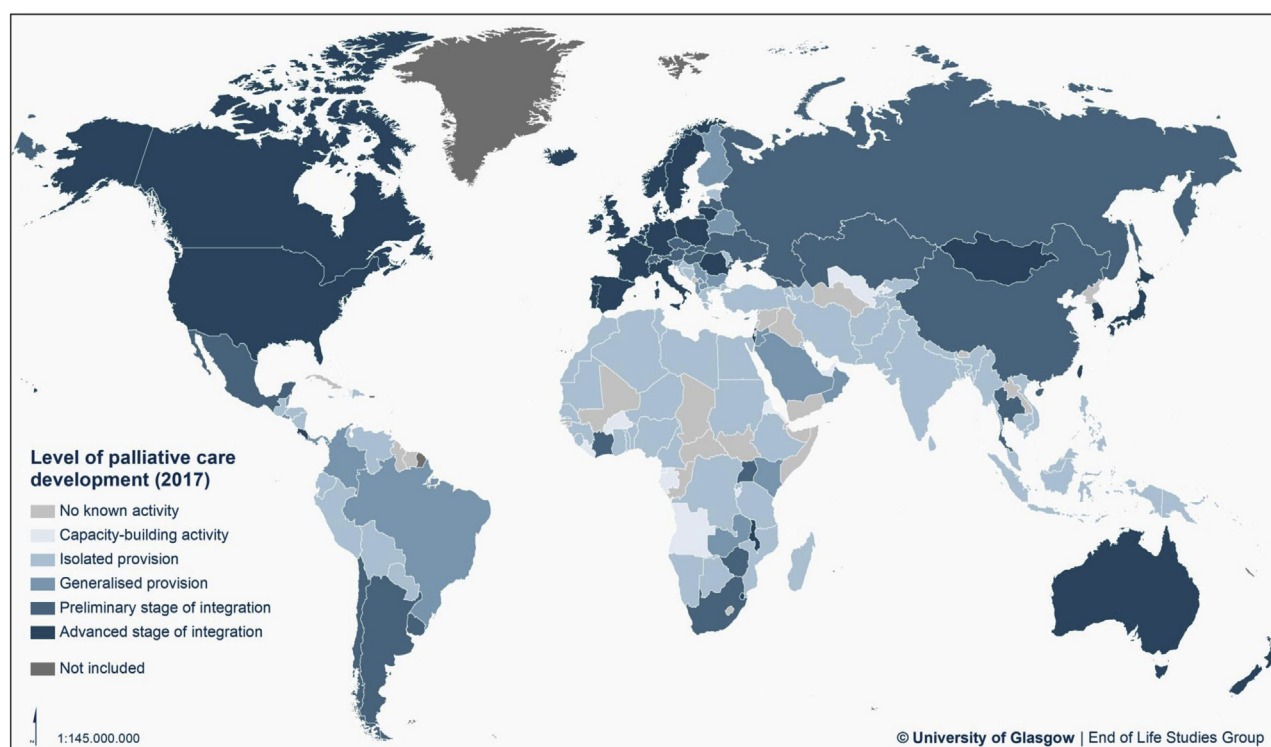 Level of palliative care
development (2017)
No known activity
Capacity-building activity
Isolated provision
Generalised provision
Preliminary stage of integration
Advanced stage of integration
Not included
N
1:145.000.000
© University of Glasgow | End of Life Studies Group